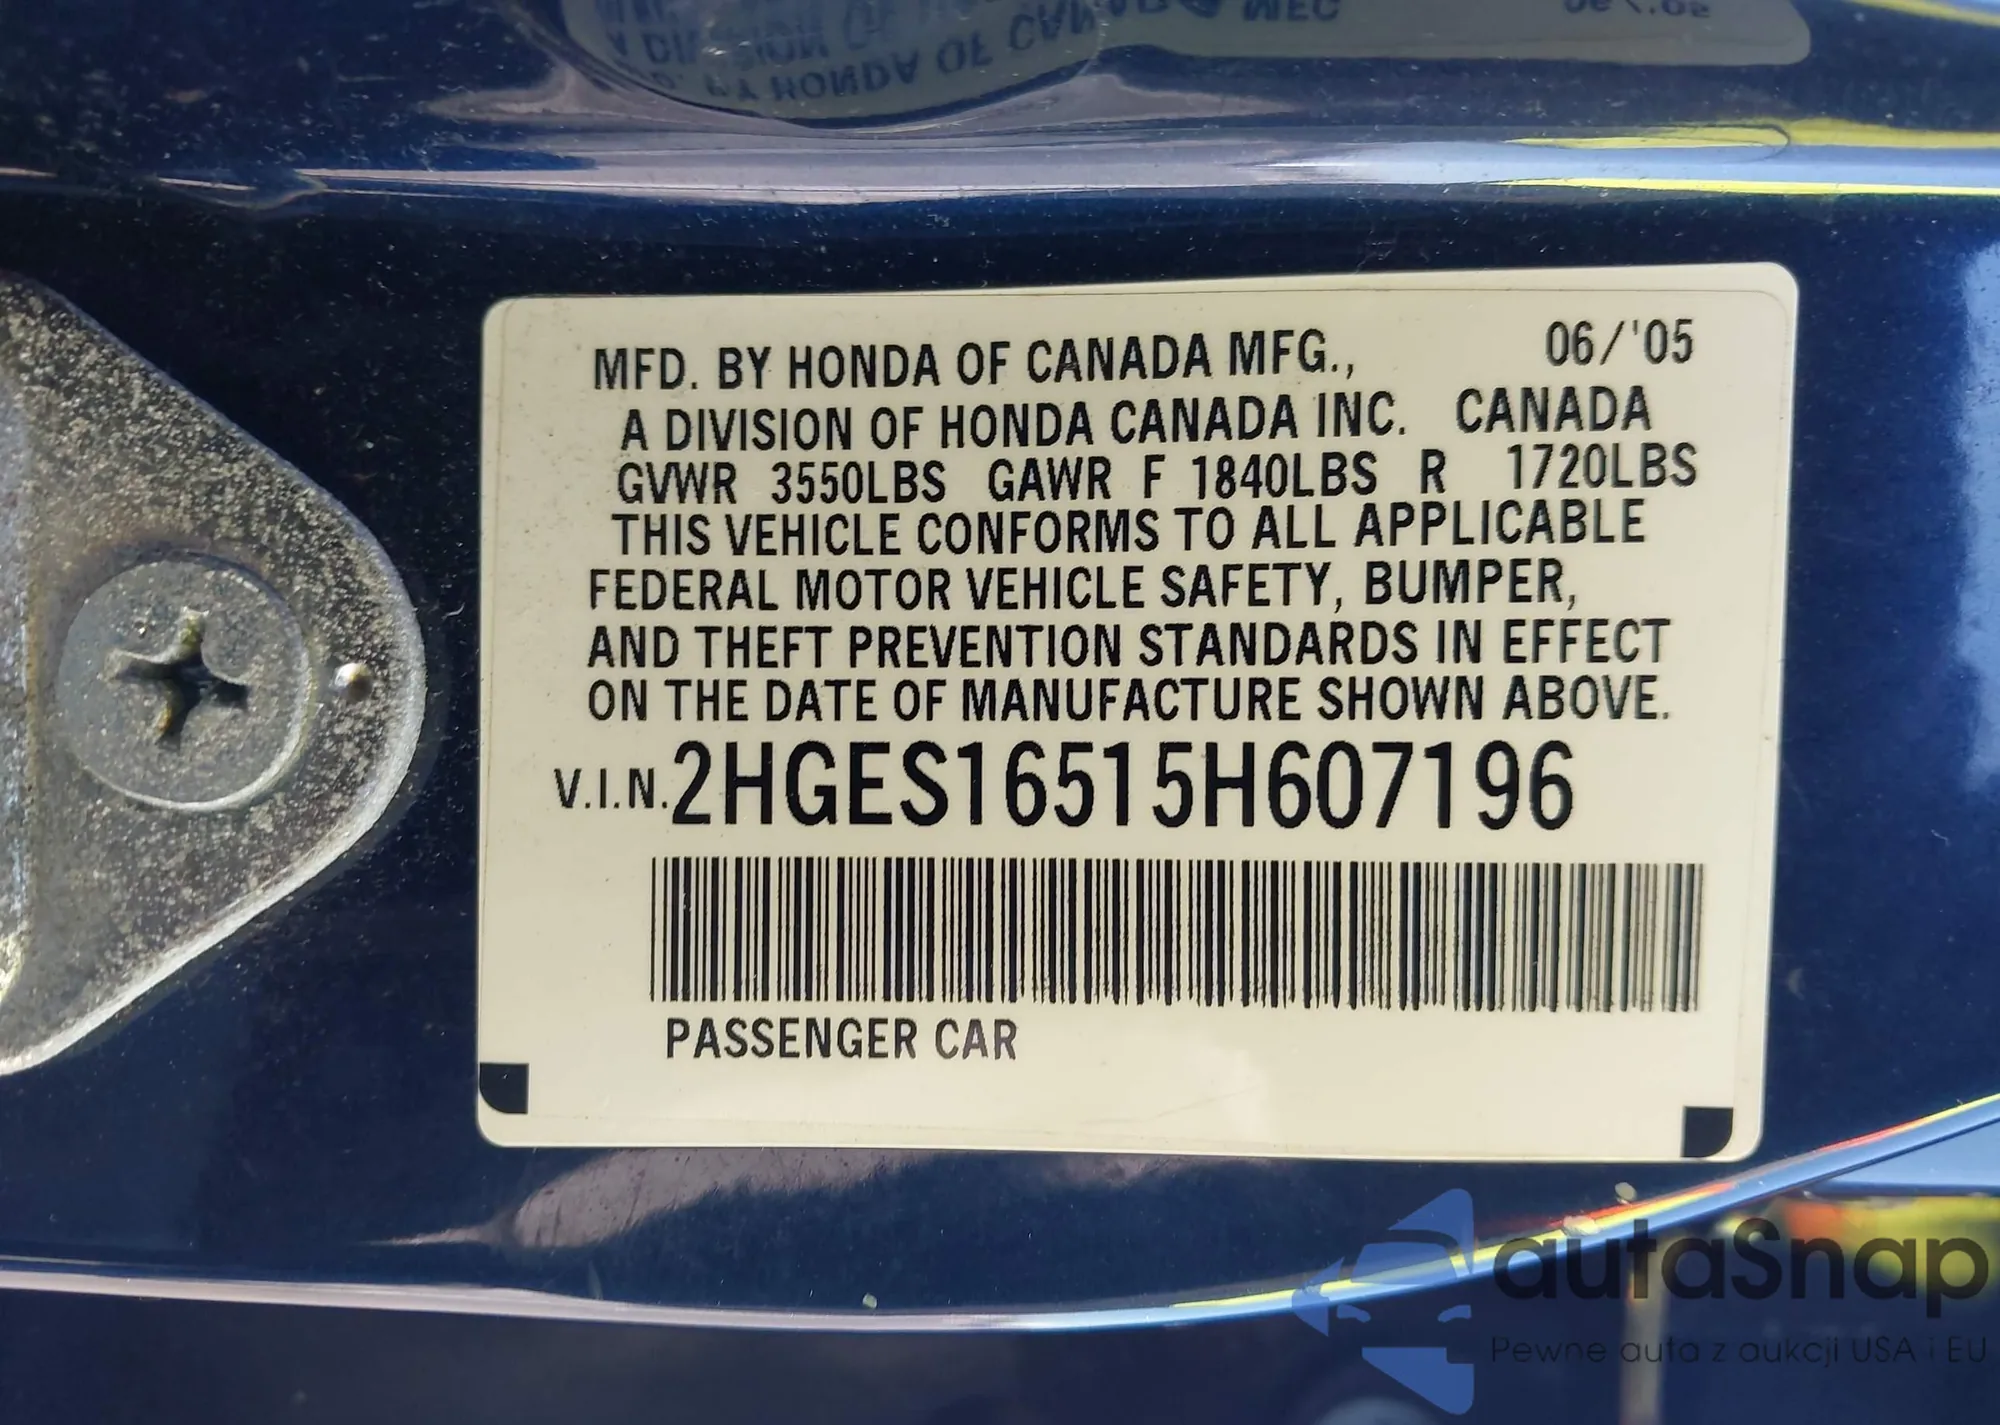 MFD. BY HONDA OF CANADA MFG., 06/'05
A DIVISION OF HONDA CANADA INC. CANADA
GVWR 3550LBS GAWR F 1840LBS R 1720LBS
THIS VEHICLE CONFORMS TO ALL APPLICABLE
FEDERAL MOTOR VEHICLE SAFETY, BUMPER,
AND THEFT PREVENTION STANDARDS IN EFFECT
ON THE DATE OF MANUFACTURE SHOWN ABOVE.
V.I.N. 2HGES16515H607196
PASSENGER CAR
autaSnap
Pewne auta z aukcji USA i EU